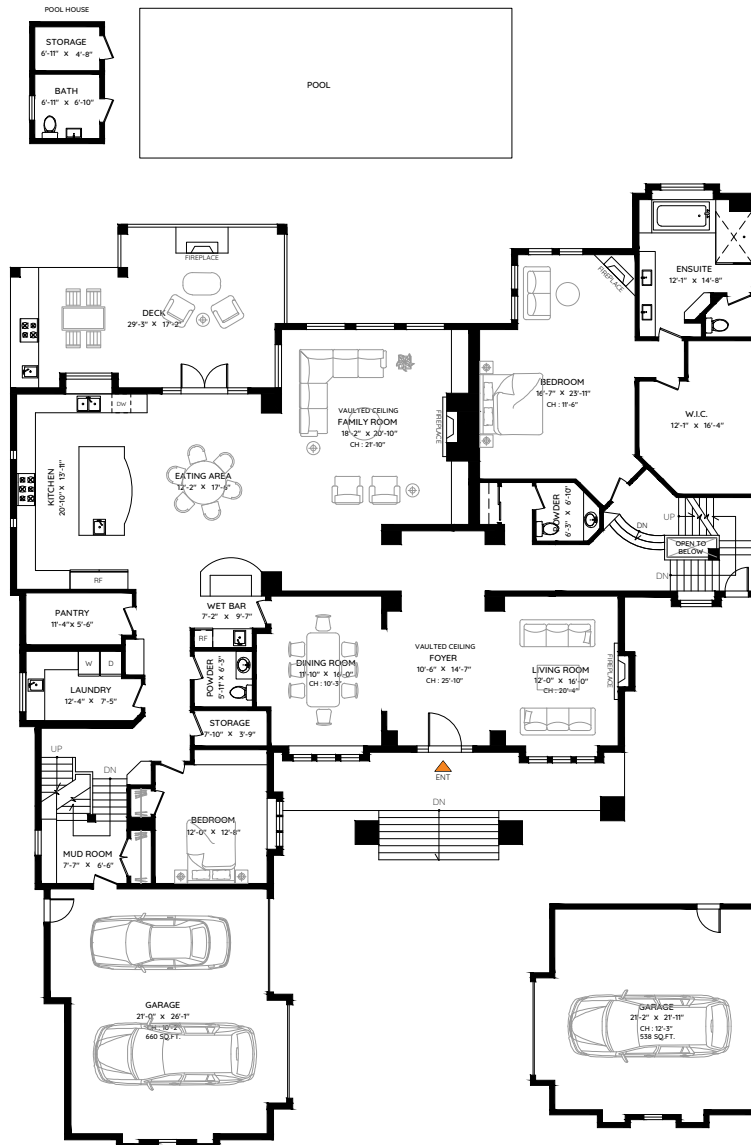 POOL HOUSE
STORAGE
6'-11" x 4'-8"
BATH
6'-11" x 6'-10"
POOL
FIREPLACE
DECK
29'-3" x 17'-2"
FIREPLACE
ENSUITE
12'-1" x 14'-8"
BEDROOM
16'-7" x 23'-11"
CH : 11'-6"
W.I.C.
12'-1" x 16'-4"
DW
VAULTED CEILING
FAMILY ROOM
18'-2" x 20'-10"
CH : 21'-10"
FIREPLACE
KITCHEN
20'-10" x 13'-11"
EATING AREA
12'-2" x 17'-6"
RF
POWDER
6'-3" x 6'-10"
UP
DN
OPEN TO
BELOW
DN
PANTRY
11'-4"x 5'-6"
WET BAR
7'-2" x 9'-7"
RF
W
D
LAUNDRY
12'-4" x 7'-5"
POWDER
5'-11" x 6'-3"
DINING ROOM
11'-10" x 16'-0"
CH : 10'-3"
VAULTED CEILING
FOYER
10'-6" x 14'-7"
CH : 25'-10"
LIVING ROOM
12'-0" x 16'-0"
CH : 20'-4"
FIREPLACE
STORAGE
7'-10" x 3'-9"
UP
DN
ENT
DN
BEDROOM
12'-0" x 12'-8"
MUD ROOM
7'-7" x 6'-6"
GARAGE
21'-0" x 26'-1"
CH : 10'-2"
660 SQ.FT.
GARAGE
21'-2" x 21'-11"
CH : 12'-3"
538 SQ.FT.